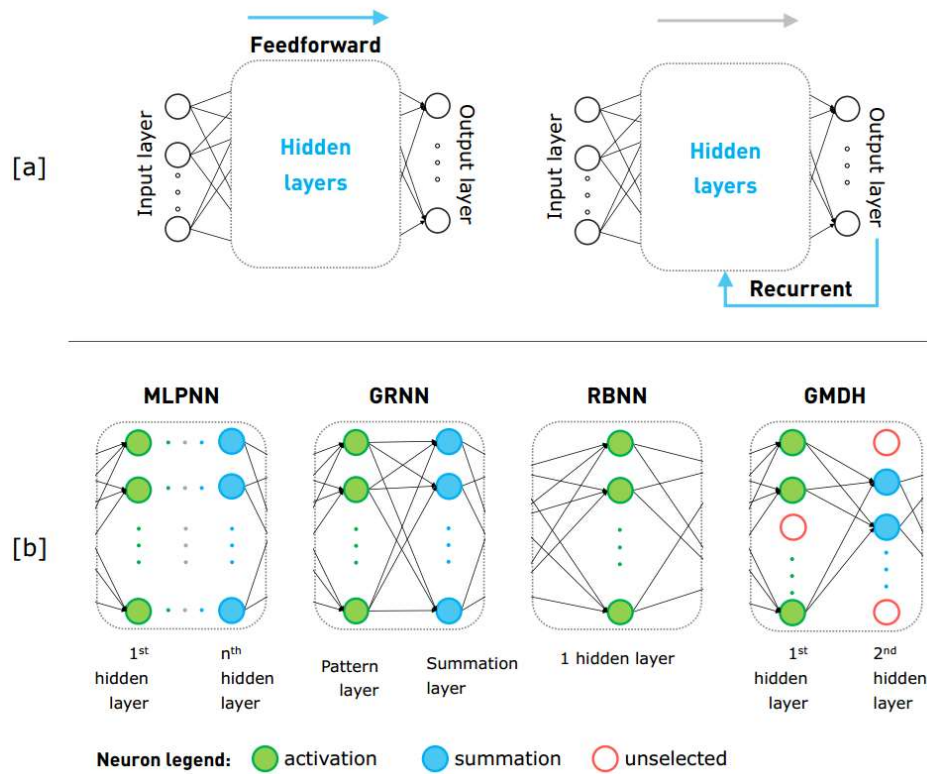 Feedforward
[a]
Input layer
Hidden
layers
Output layer
Input layer
Hidden
layers
Output layer
Recurrent
[b]
MLPNN
GRNN
RBNN
GMDH
1st
hidden
layer
nth
hidden
layer
Pattern
layer
Summation
layer
1 hidden layer
1st
hidden
layer
2nd
hidden
layer
Neuron legend: activation summation unselected